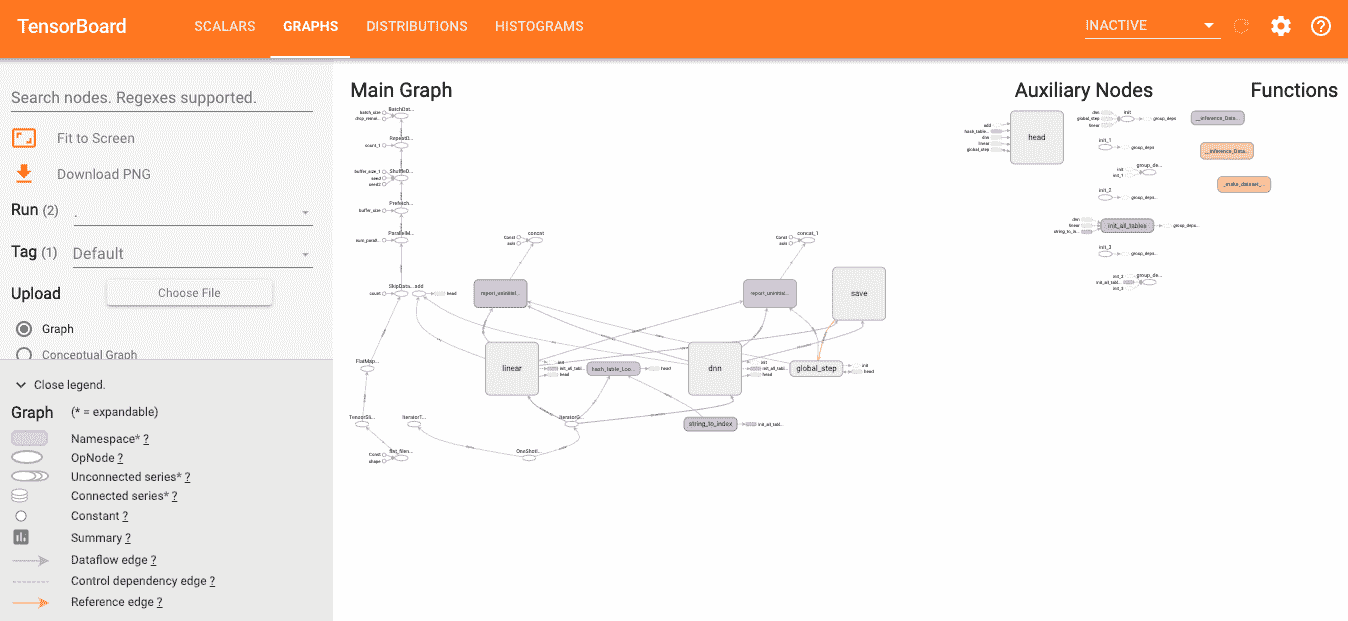 TensorBoard
SCALARS
GRAPHS
DISTRIBUTIONS
HISTOGRAMS
INACTIVE
Search nodes. Regexes supported.
Fit to Screen
Download PNG
Run (2)
.
Tag (1)
Default
Upload
Choose File
Graph
Conceptual Graph
Close legend.
Graph
(* = expandable)
Namespace* ?
OpNode ?
Unconnected series* ?
Connected series* ?
Constant ?
Summary ?
Dataflow edge ?
Control dependency edge ?
Reference edge ?
Main Graph
BatchDat...
batch_size
drop_remai...
RepeatD...
count_1
ShuffleD...
buffer_size_1
seed
seed2
Prefetch...
buffer_size
ParallelM...
num_parall...
SkipData...
add
count
head
FlatMap...
TensorSli...
IteratorT...
IteratorG...
Const
flat_filen...
shape
OneShotI...
concat
Const
axis
concat_1
Const
axis
report_uninitial...
report_uninitial...
save
linear
init
init_all_tabl...
head
hash_table_Loo...
head
dnn
init
init_all_tabl...
head
global_step
init
head
string_to_index
init_all_tabl...
Auxiliary Nodes
add
hash_table...
dnn
linear
global_step
head
dnn
global_step
linear
init
group_deps
init_1
group_deps
init
init_1
group_de...
init_2
group_deps
dnn
linear
string_to_in...
init_all_tables
group_deps...
init_3
group_deps
init_2
init_all_tab...
init_3
group_de...
Functions
__inference_Data...
__inference_Data...
_make_dataset_...